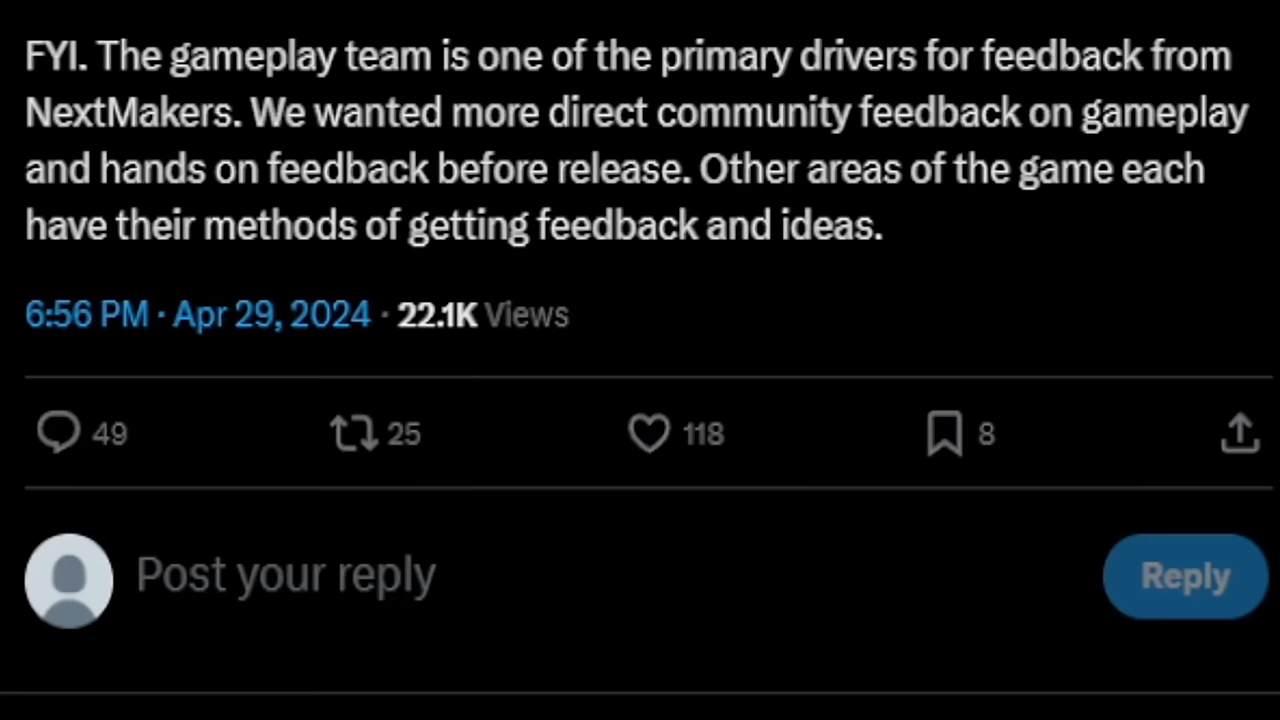 FYI. The gameplay team is one of the primary drivers for feedback from
NextMakers. We wanted more direct community feedback on gameplay
and hands on feedback before release. Other areas of the game each
have their methods of getting feedback and ideas.
6:56 PM · Apr 29, 2024 · 22.1K Views
49 25 118 8
Post your reply Reply